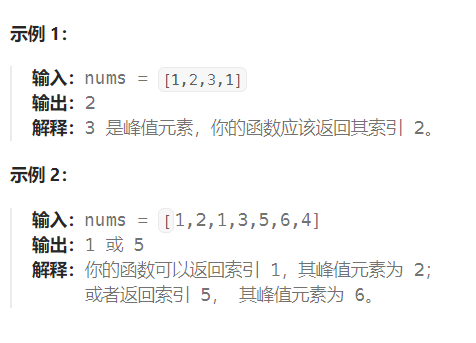 示例 1：
输入：nums = [1,2,3,1]
输出：2
解释：3 是峰值元素，你的函数应该返回其索引 2。
示例 2：
输入：nums = [1,2,1,3,5,6,4]
输出：1 或 5
解释：你的函数可以返回索引 1，其峰值元素为 2；
或者返回索引 5， 其峰值元素为 6。